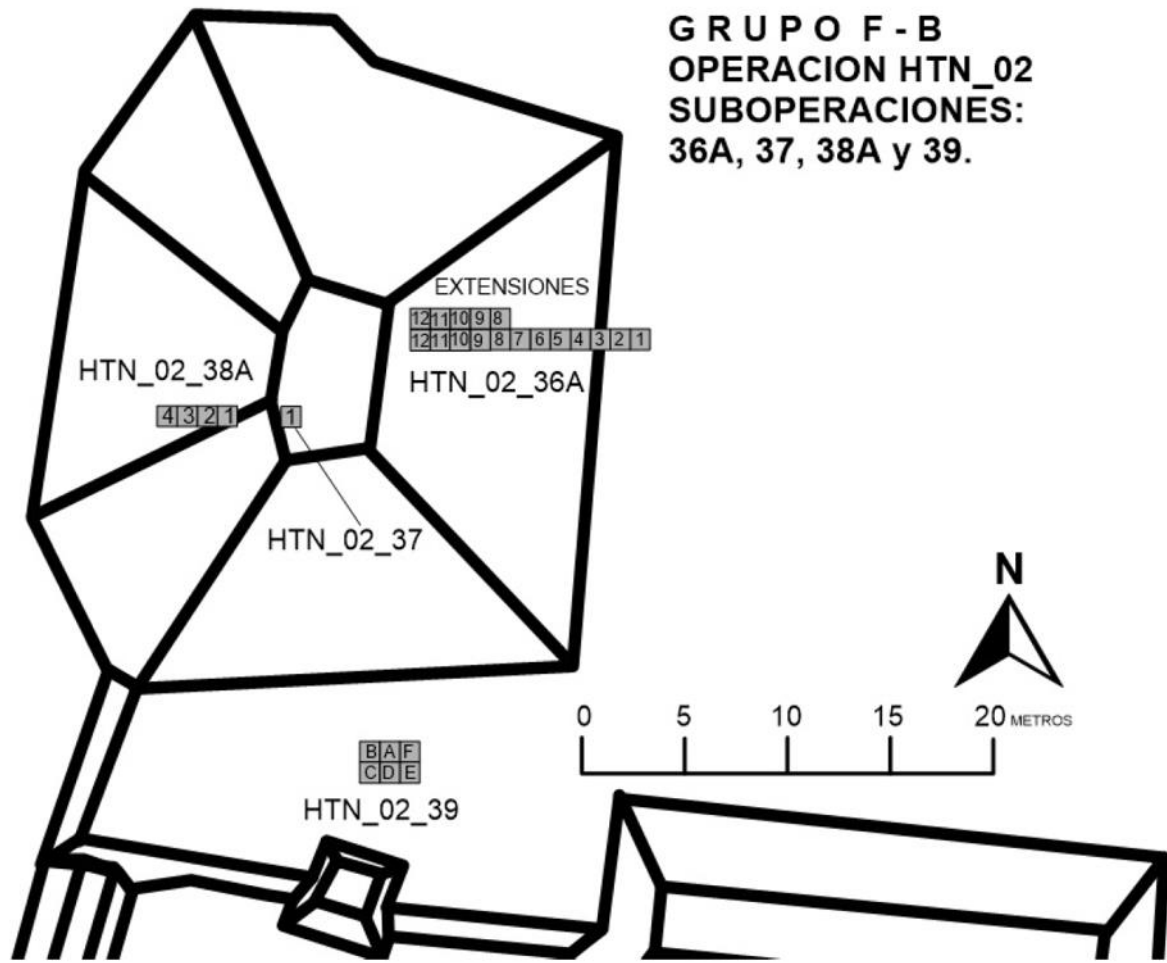 G R U P O F - B
OPERACION HTN_02
SUBOPERACIONES:
36A, 37, 38A y 39.
EXTENSIONES
12 11 10 9 8
12 11 10 9 8 7 6 5 4 3 2 1
HTN_02_36A
HTN_02_38A
4 3 2 1
1
HTN_02_37
N
0 5 10 15 20 METROS
B A F
C D E
HTN_02_39